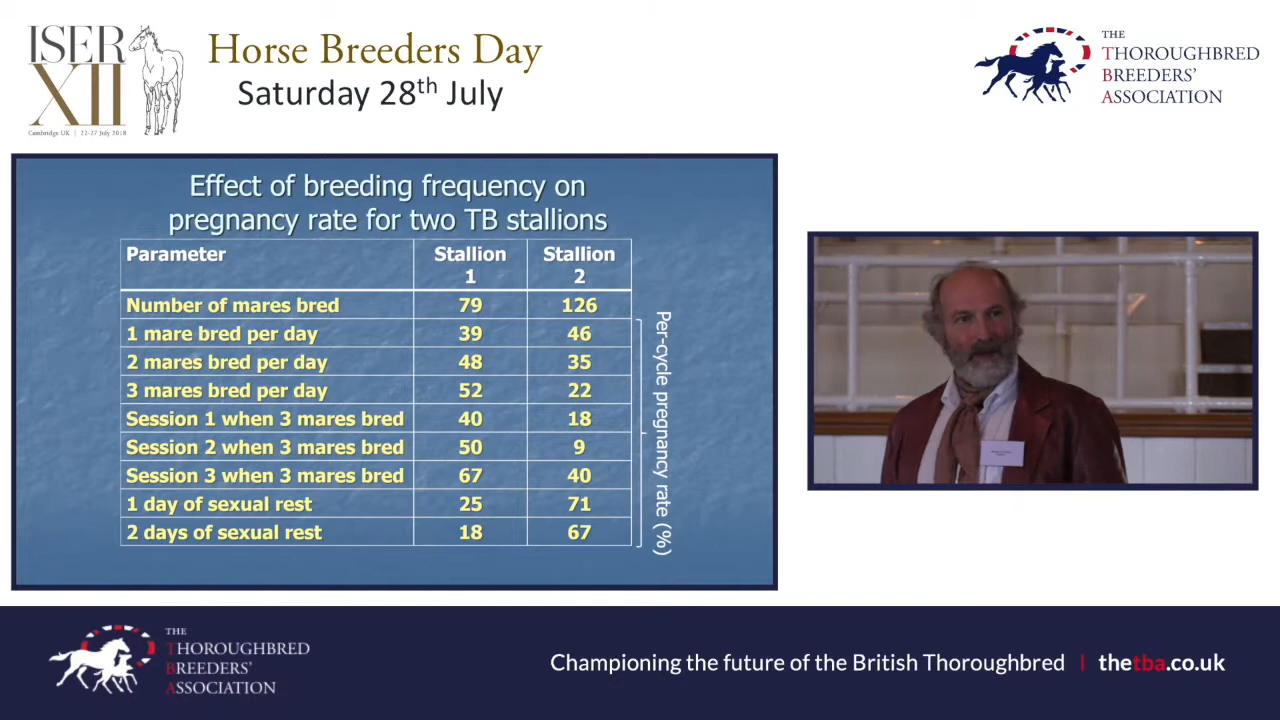 ISER
XII
Cambridge UK | 22-27 July 2018
Horse Breeders Day
Saturday 28th July
THE
THOROUGHBRED
BREEDERS'
ASSOCIATION
Effect of breeding frequency on
pregnancy rate for two TB stallions
Parameter Stallion 1 Stallion 2
Number of mares bred 79 126
1 mare bred per day 39 46
2 mares bred per day 48 35
3 mares bred per day 52 22
Session 1 when 3 mares bred 40 18
Session 2 when 3 mares bred 50 9
Session 3 when 3 mares bred 67 40
1 day of sexual rest 25 71
2 days of sexual rest 18 67
Per-cycle pregnancy rate (%)
THE
THOROUGHBRED
BREEDERS'
ASSOCIATION
Championing the future of the British Thoroughbred | thetba.co.uk